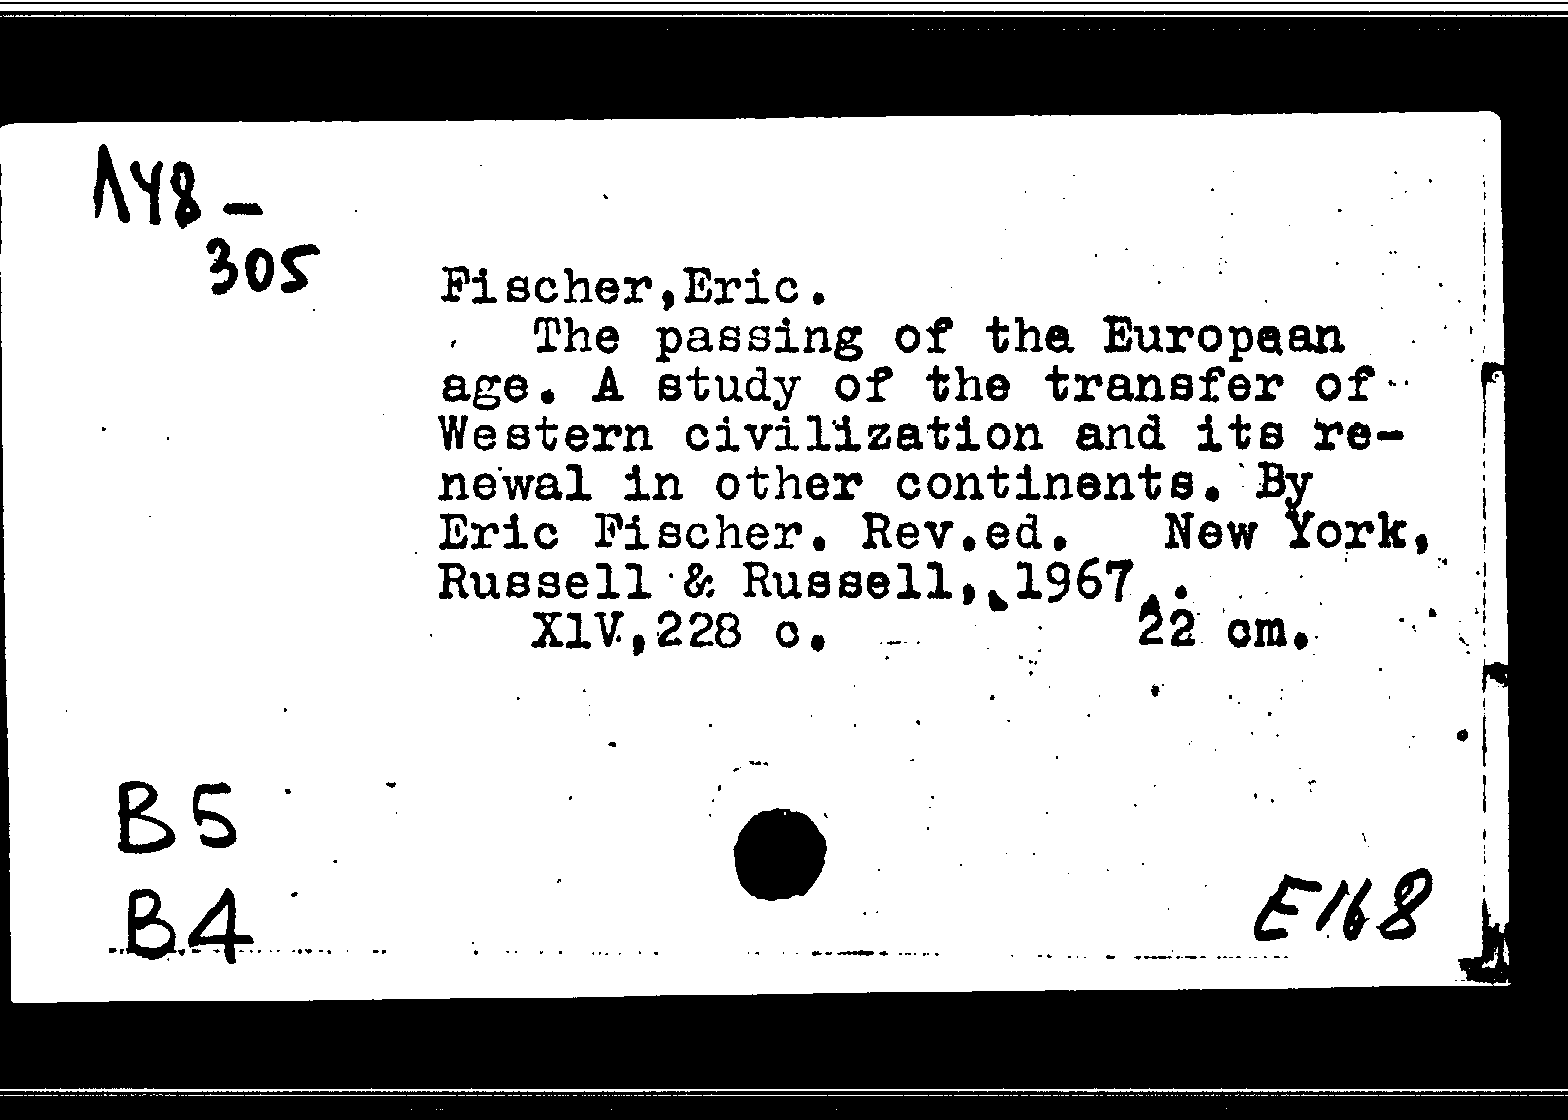 ΛY8-
305
Fischer,Eric.
The passing of the European
age. A study of the transfer of
Western civilization and its re-
newal in other continents. By
Eric Fischer. Rev.ed. New York,
Russell & Russell, 1967 .
XlV,228 c. 22 cm.
B5
B4
E168